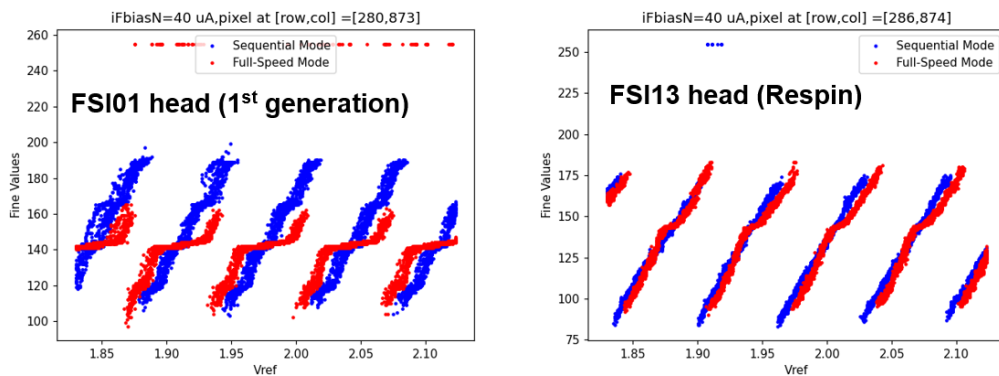 iFbiasN=40 uA,pixel at [row,col] =[280,873]
260
240
220
200
180
160
140
120
100
Fine Values
Sequential Mode
Full-Speed Mode
FSI01 head (1st generation)
1.85
1.90
1.95
2.00
2.05
2.10
Vref
iFbiasN=40 uA,pixel at [row,col] =[286,874]
250
225
200
175
150
125
100
75
Fine Values
Sequential Mode
Full-Speed Mode
FSI13 head (Respin)
1.85
1.90
1.95
2.00
2.05
2.10
Vref